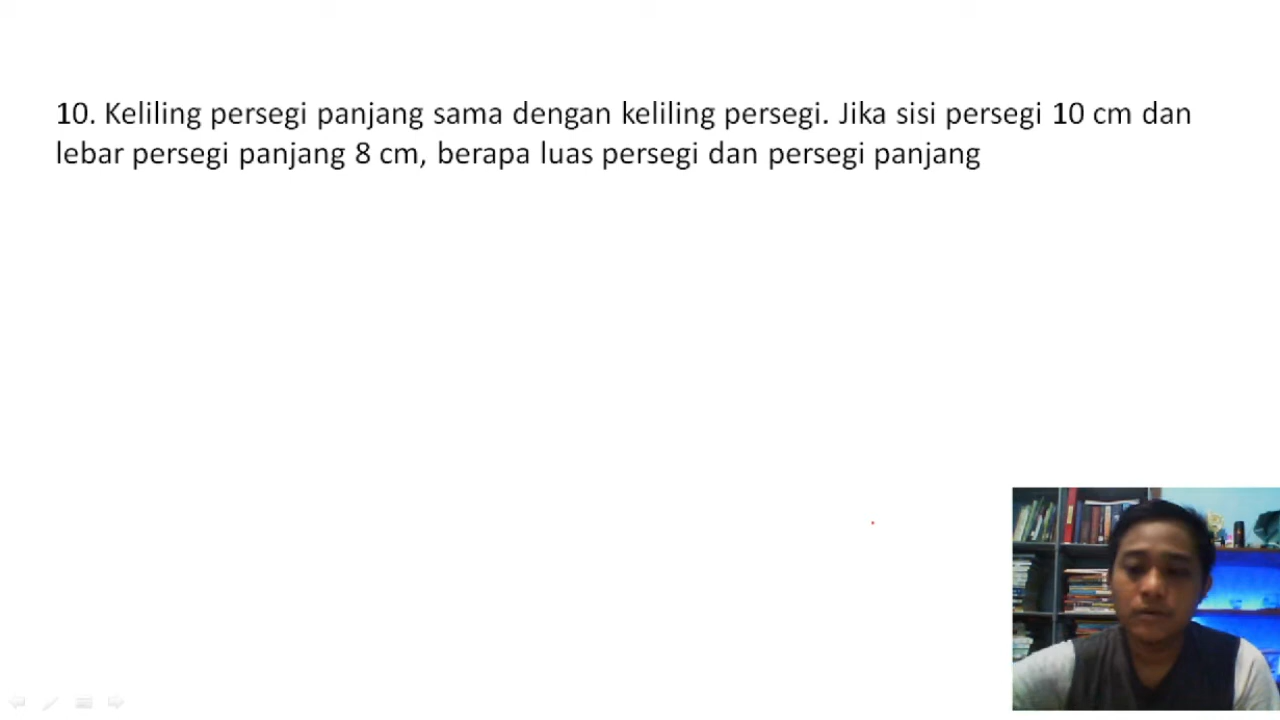 10. Keliling persegi panjang sama dengan keliling persegi. Jika sisi persegi 10 cm dan
lebar persegi panjang 8 cm, berapa luas persegi dan persegi panjang